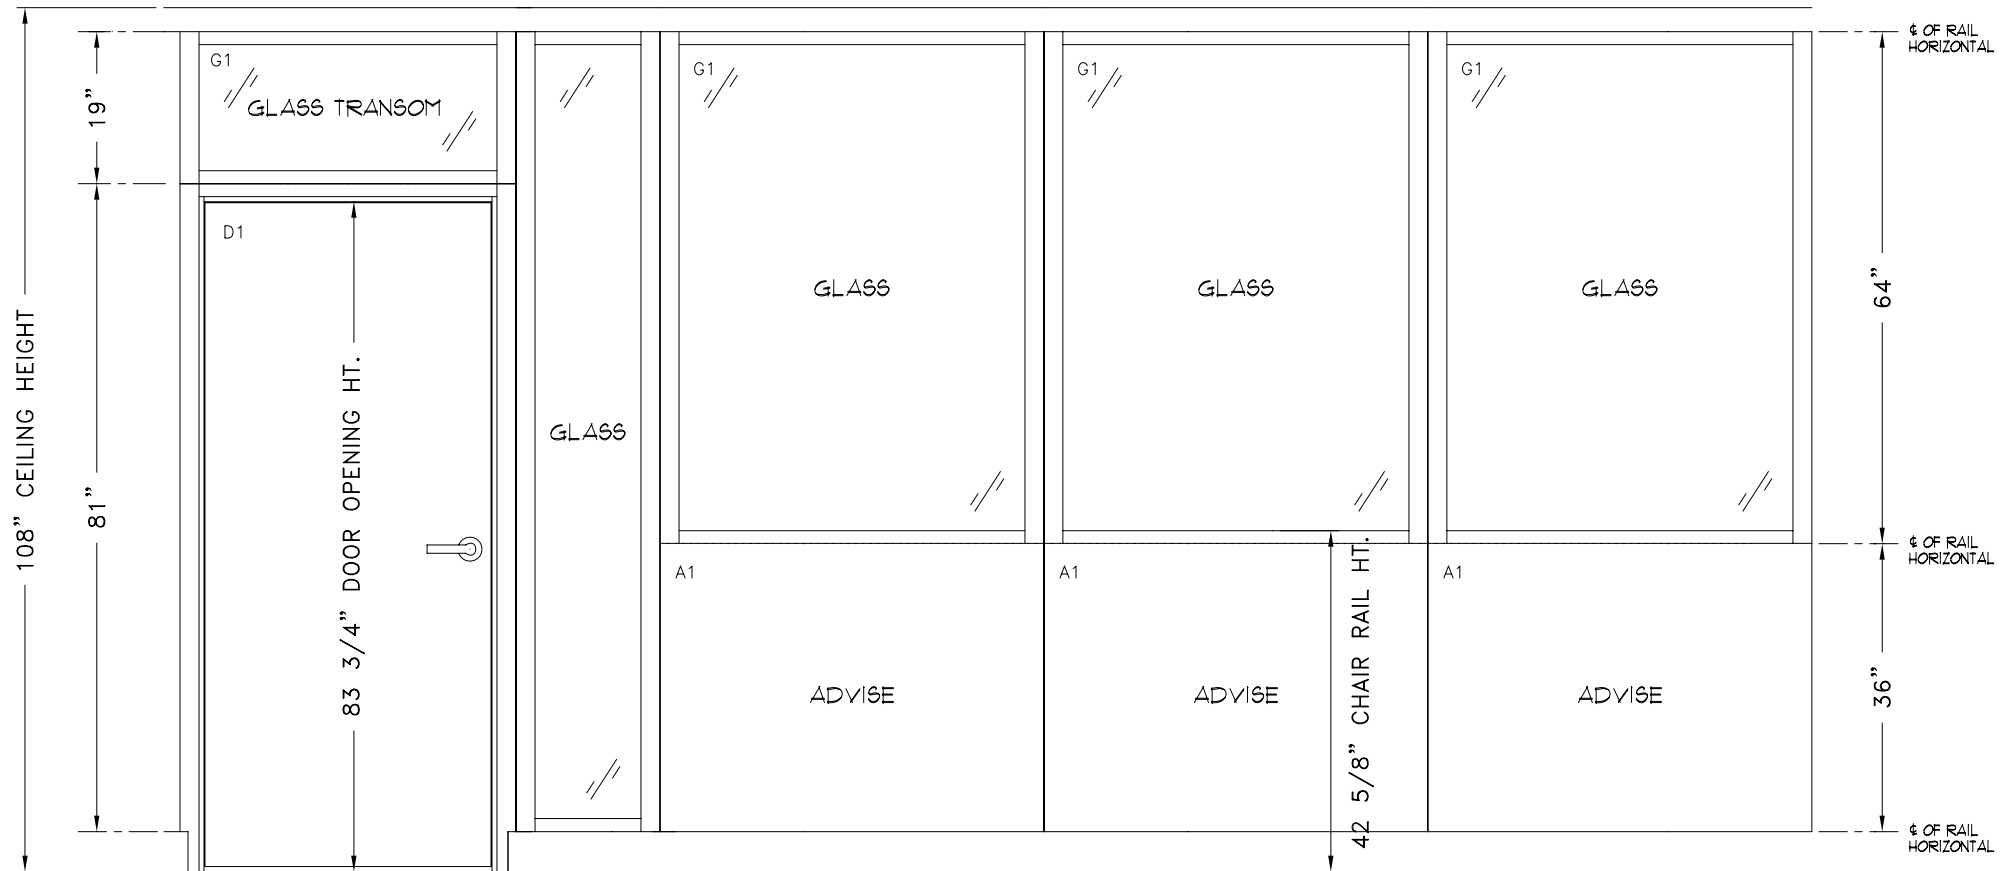 ℄ OF RAIL
HORIZONTAL
G1
GLASS TRANSOM
G1
G1
G1
19”
D1
GLASS
GLASS
GLASS
64”
108” CEILING HEIGHT
81”
83 3/4” DOOR OPENING HT.
GLASS
℄ OF RAIL
HORIZONTAL
A1
A1
A1
42 5/8” CHAIR RAIL HT.
ADVISE
ADVISE
ADVISE
36”
℄ OF RAIL
HORIZONTAL